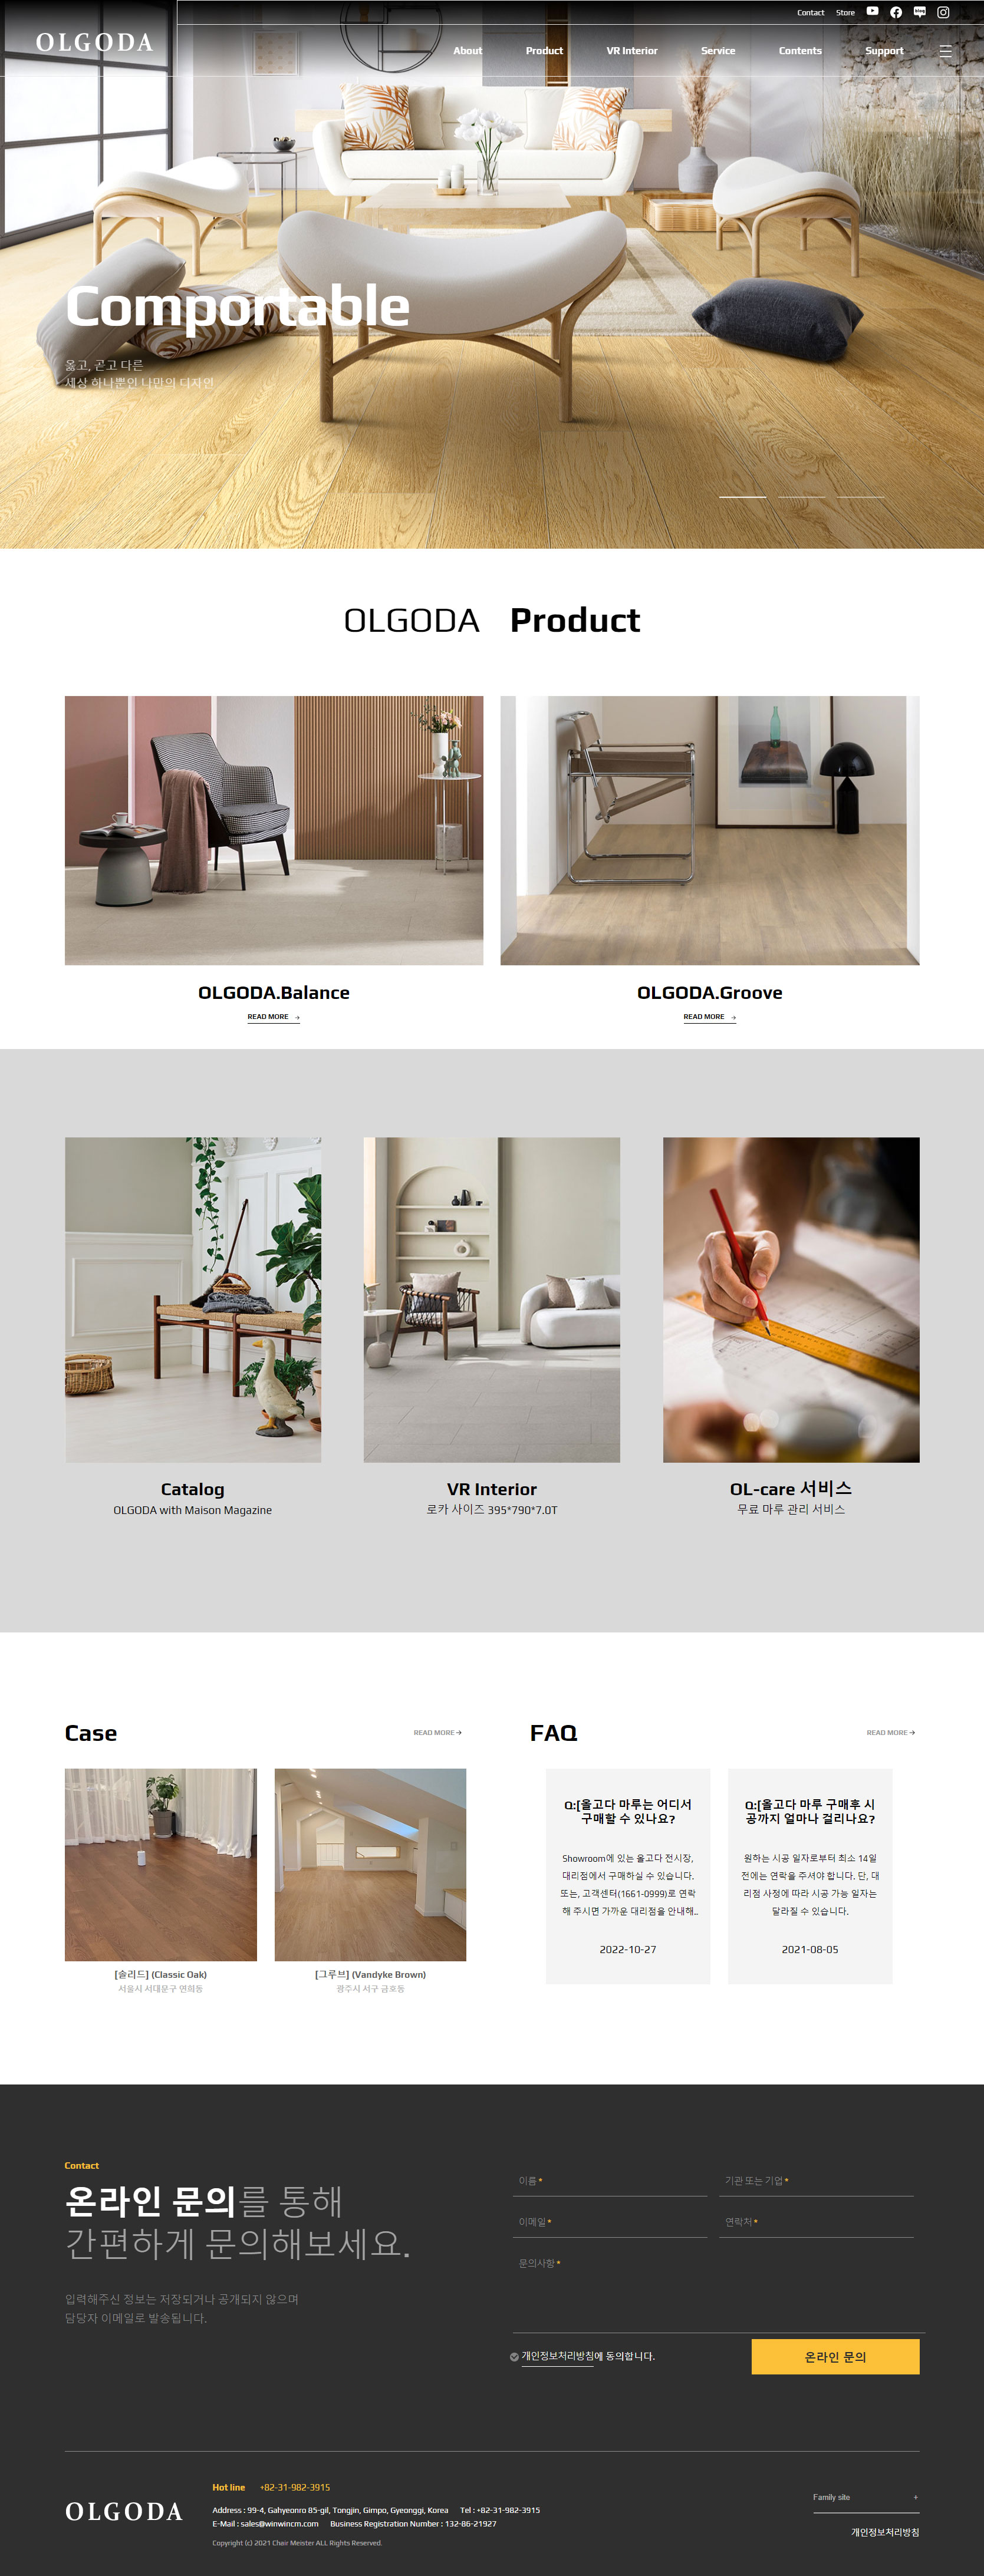 Contact Store
OLGODA
About Product VR Interior Service Contents Support
Comportable
옳고, 곧고 다른
세상 하나뿐인 나만의 디자인
OLGODA Product
OLGODA.Balance
READ MORE →
OLGODA.Groove
READ MORE →
Catalog
OLGODA with Maison Magazine
VR Interior
로카 사이즈 395*790*7.0T
OL-care 서비스
무료 마루 관리 서비스
Case
READ MORE →
[솔리드] (Classic Oak)
서울시 서대문구 연희동
[그루브] (Vandyke Brown)
광주시 서구 금호동
FAQ
READ MORE →
Q:[올고다 마루는 어디서
구매할 수 있나요?
Showroom에 있는 올고다 전시장,
대리점에서 구매하실 수 있습니다.
또는, 고객센터(1661-0999)로 연락
해 주시면 가까운 대리점을 안내해..
2022-10-27
Q:[올고다 마루 구매후 시
공까지 얼마나 걸리나요?
원하는 시공 일자로부터 최소 14일
전에는 연락을 주셔야 합니다. 단, 대
리점 사정에 따라 시공 가능 일자는
달라질 수 있습니다.
2021-08-05
Contact
온라인 문의를 통해
간편하게 문의해보세요.
입력해주신 정보는 저장되거나 공개되지 않으며
담당자 이메일로 발송됩니다.
이름 *
기관 또는 기업 *
이메일 *
연락처 *
문의사항 *
개인정보처리방침에 동의합니다.
온라인 문의
OLGODA
Hot line +82-31-982-3915
Address : 99-4, Gahyeonro 85-gil, Tongjin, Gimpo, Gyeonggi, Korea Tel : +82-31-982-3915
E-Mail : sales@winwincm.com Business Registration Number : 132-86-21927
Copyright (c) 2021 Chair Meister ALL Rights Reserved.
Family site +
개인정보처리방침